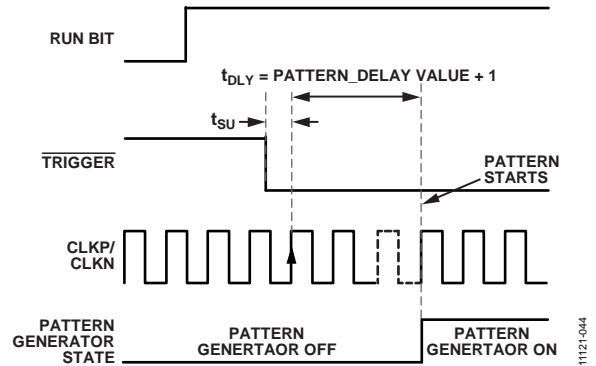 RUN BIT
tDLY = PATTERN_DELAY VALUE + 1
tSU
TRIGGER
PATTERN
STARTS
CLKP/
CLKN
PATTERN
GENERATOR
STATE
PATTERN
GENERTAOR OFF
PATTERN
GENERTAOR ON
11121-044